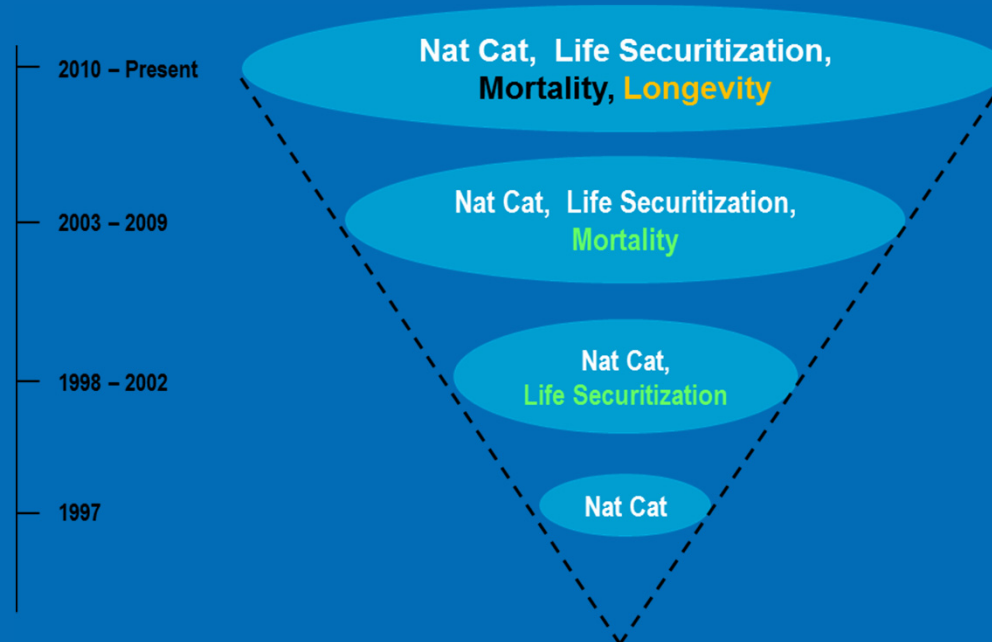 2010 – Present
Nat Cat, Life Securitization,
Mortality, Longevity
2003 – 2009
Nat Cat, Life Securitization,
Mortality
1998 – 2002
Nat Cat,
Life Securitization
1997
Nat Cat